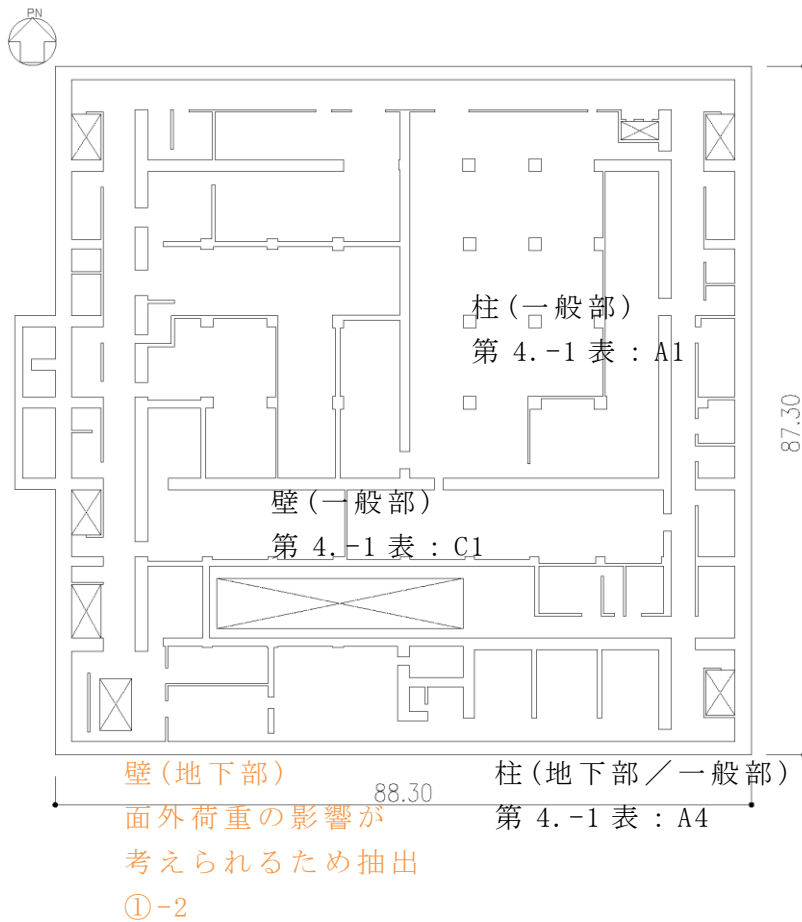 PN
柱(一般部)
第 4.-1 表 : A1
87.30
壁(一般部)
第 4.-1 表 : C1
壁(地下部)
面外荷重の影響が
考えられるため抽出
①-2
88.30
柱(地下部／一般部)
第 4.-1 表 : A4